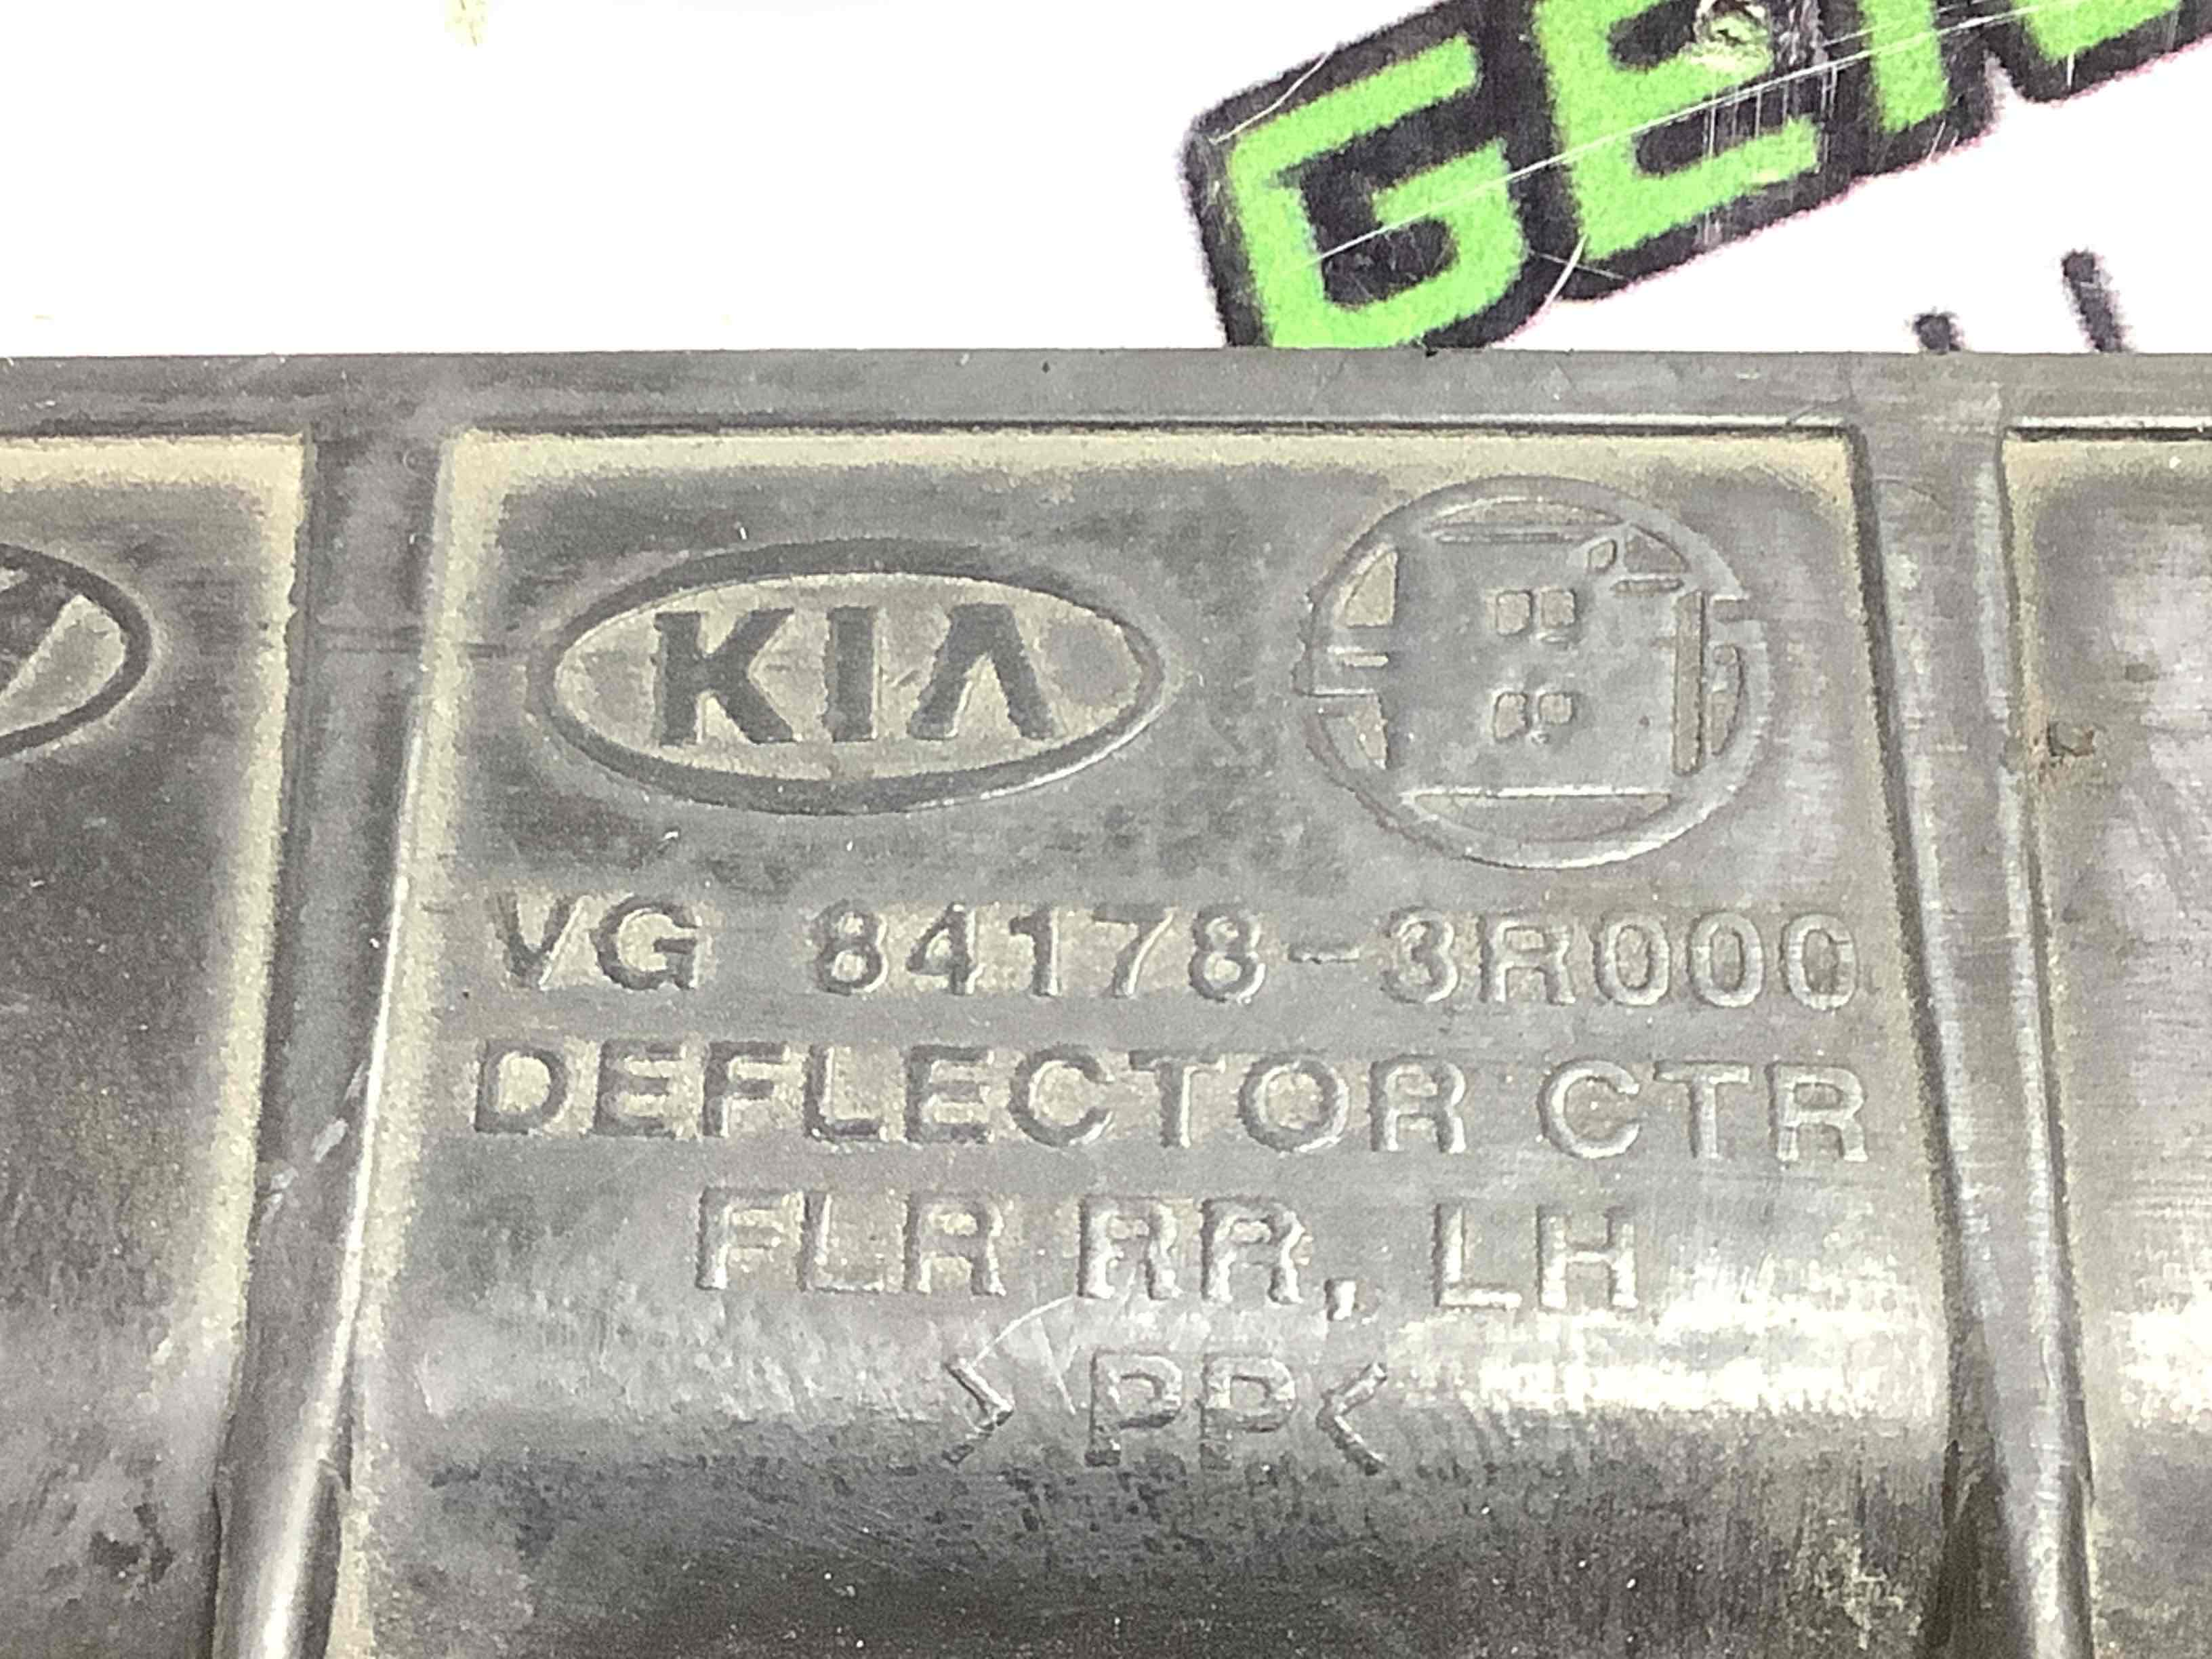 KIA
VG 84178-3R000
DEFLECTOR CTR
FLR RR, LH
>PP<